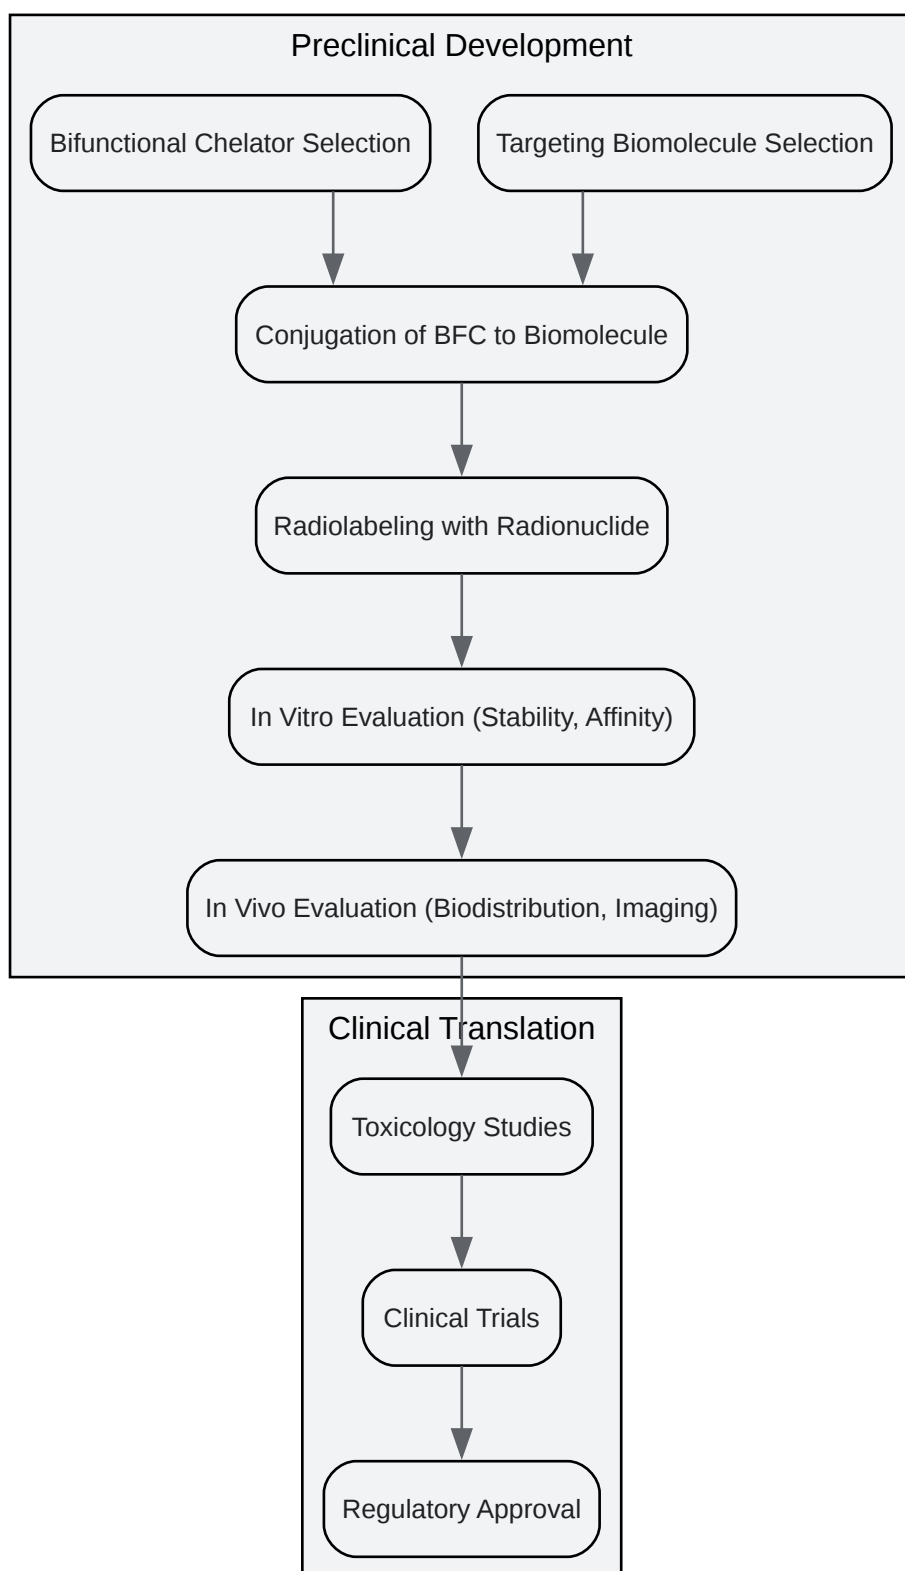 Preclinical Development
Bifunctional Chelator Selection
Targeting Biomolecule Selection
Conjugation of BFC to Biomolecule
Radiolabeling with Radionuclide
In Vitro Evaluation (Stability, Affinity)
In Vivo Evaluation (Biodistribution, Imaging)
Clinical Translation
Toxicology Studies
Clinical Trials
Regulatory Approval